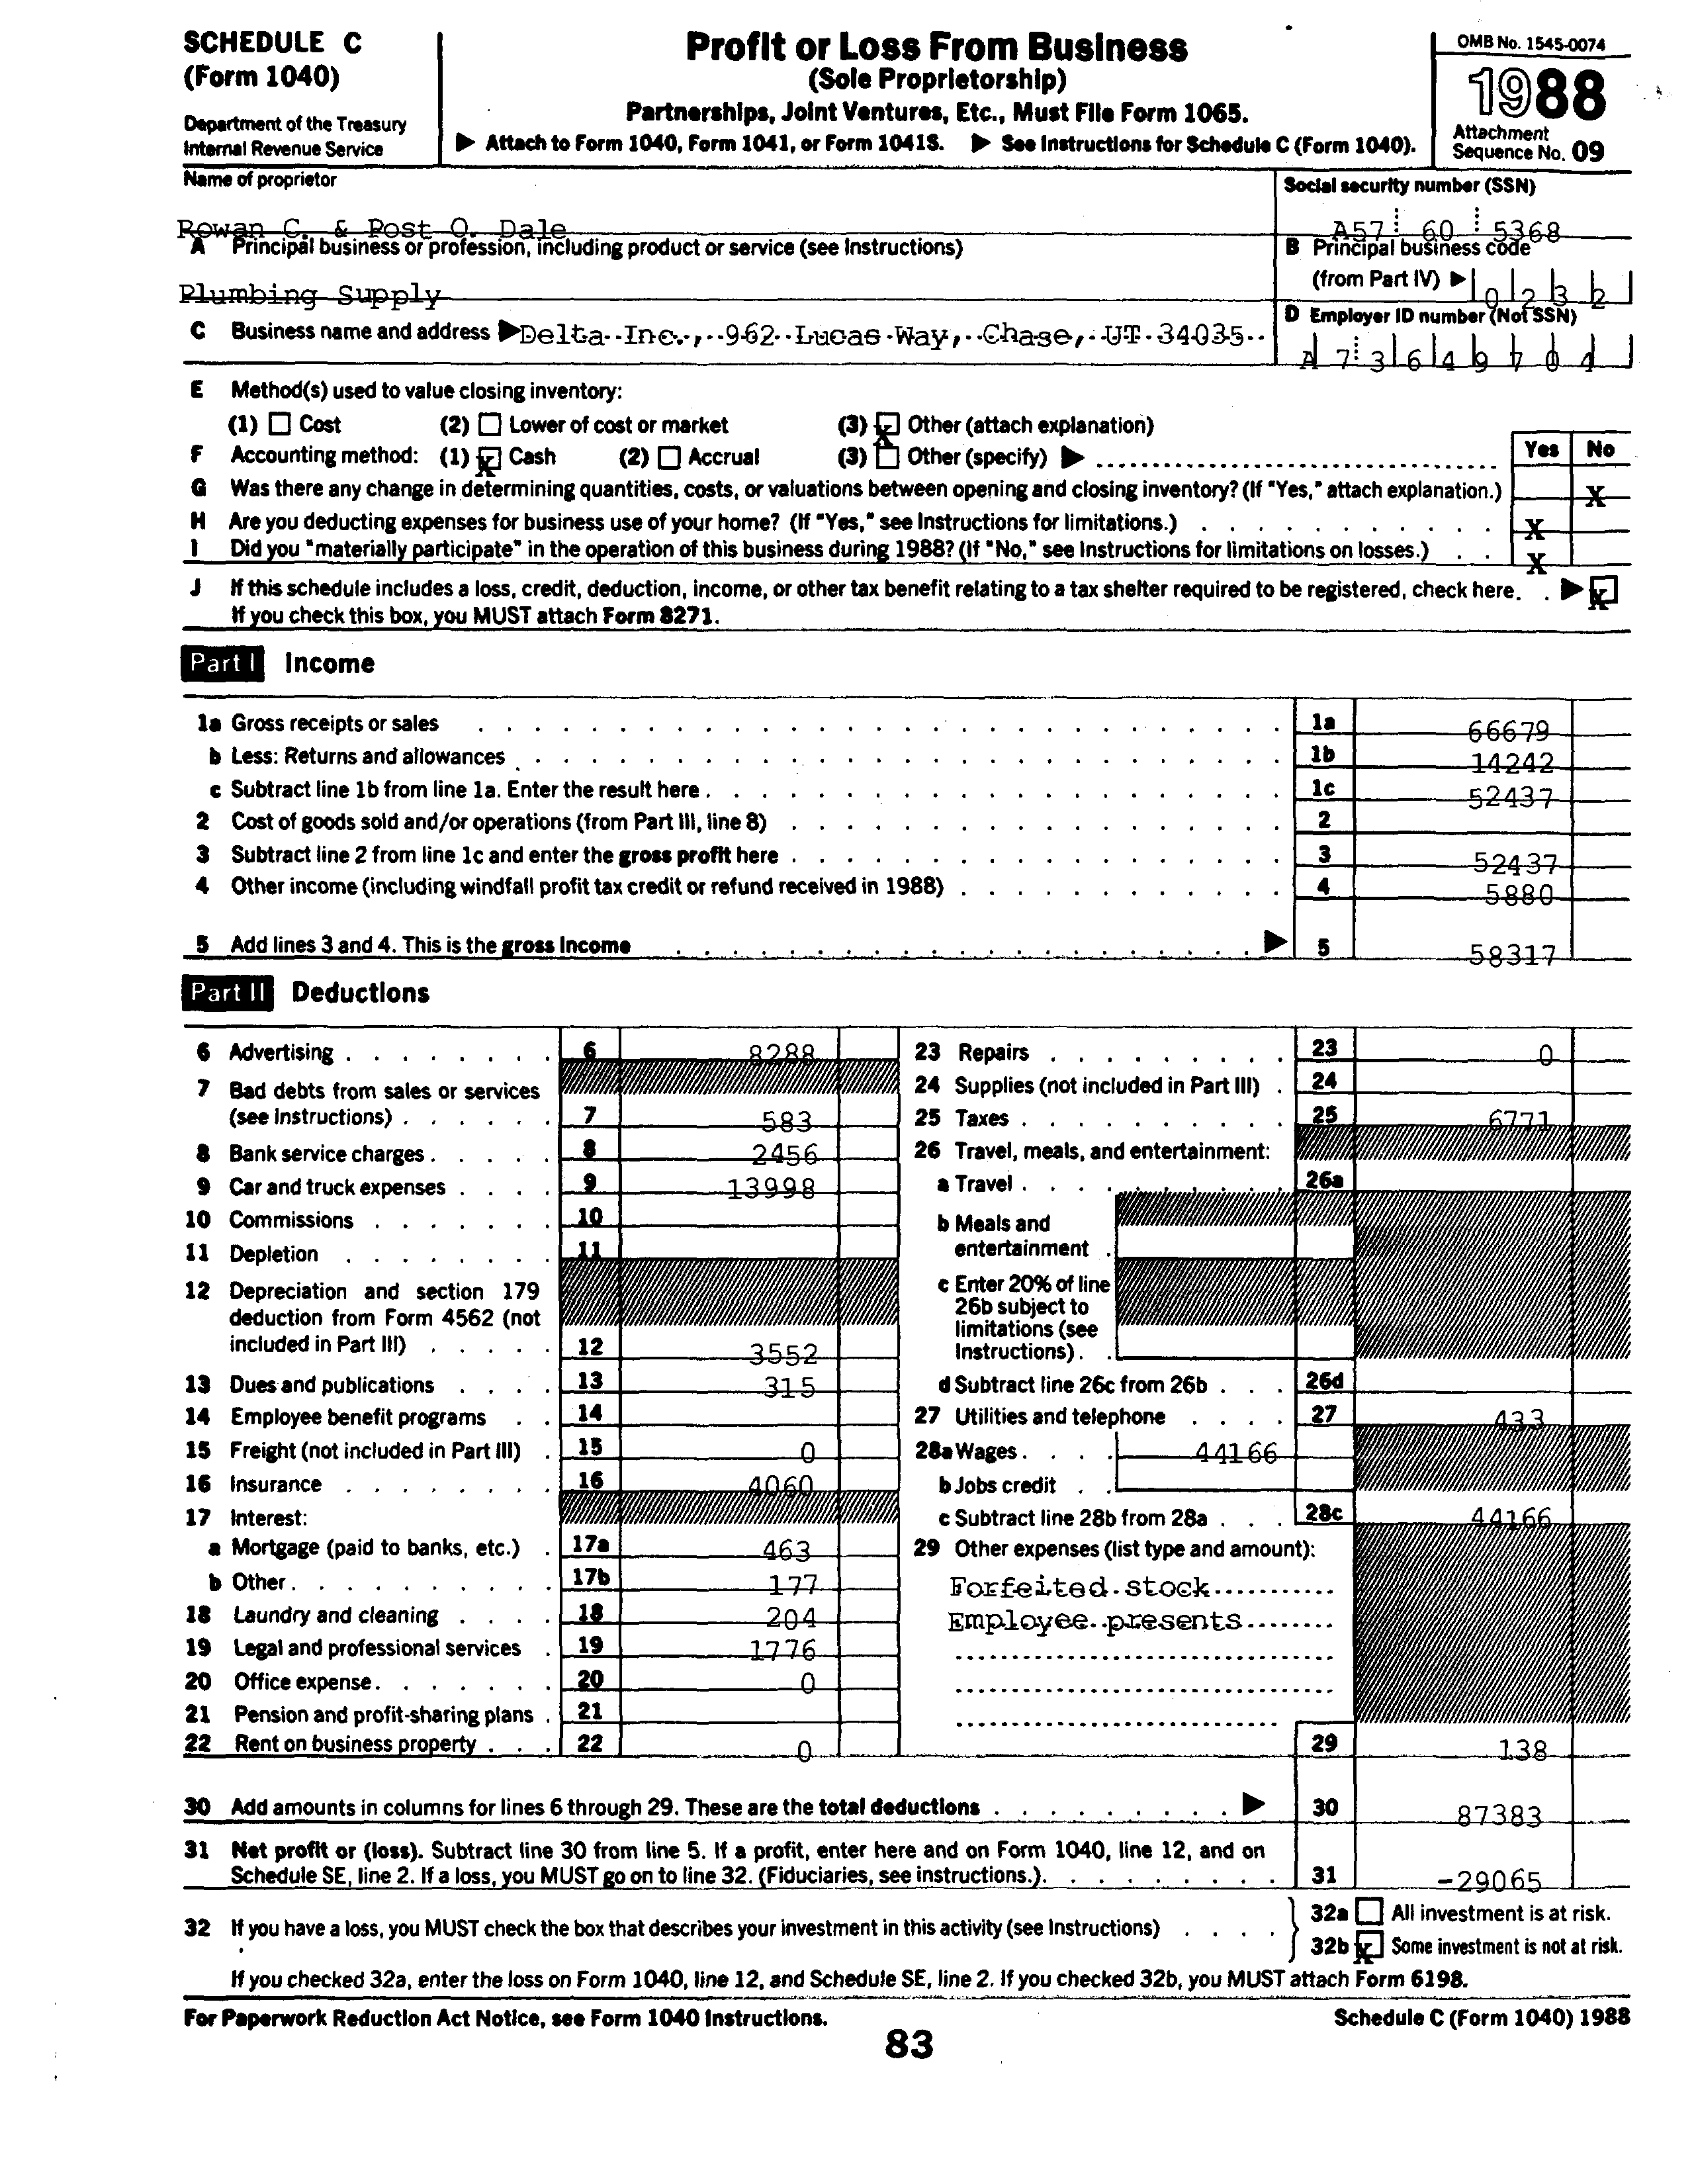 SCHEDULE C
(Form 1040)
Department of the Treasury
Internal Revenue Service
Profit or Loss From Business
(Sole Proprietorship)
Partnerships, Joint Ventures, Etc., Must File Form 1065.
▶ Attach to Form 1040, Form 1041, or Form 1041S. ▶ See Instructions for Schedule C (Form 1040).
OMB No. 1545-0074
1988
Attachment
Sequence No. 09
Name of proprietor
Rowan C. & Post O. Dale
Social security number (SSN)
A57 60 5368
A Principal business or profession, including product or service (see Instructions)
Plumbing Supply
B Principal business code
(from Part IV) ▶ 0 2 3 2
C Business name and address ▶ Delta Inc., 962 Lucas Way, Chase, UT 34035
D Employer ID number (Not SSN)
A 7 3 6 4 9 7 0 4
E Method(s) used to value closing inventory:
(1) ☐ Cost (2) ☐ Lower of cost or market (3) ☒ Other (attach explanation)
F Accounting method: (1) ☒ Cash (2) ☐ Accrual (3) ☐ Other (specify) ▶
Yes No
G Was there any change in determining quantities, costs, or valuations between opening and closing inventory? (If "Yes," attach explanation.) X
H Are you deducting expenses for business use of your home? (If "Yes," see Instructions for limitations.) X
I Did you "materially participate" in the operation of this business during 1988? (If "No," see Instructions for limitations on losses.) X
J If this schedule includes a loss, credit, deduction, income, or other tax benefit relating to a tax shelter required to be registered, check here. ▶ ☒
If you check this box, you MUST attach Form 8271.
Part I Income
1a Gross receipts or sales 1a 66679
b Less: Returns and allowances 1b 14242
c Subtract line 1b from line 1a. Enter the result here 1c 52437
2 Cost of goods sold and/or operations (from Part III, line 8) 2
3 Subtract line 2 from line 1c and enter the gross profit here 3 52437
4 Other income (including windfall profit tax credit or refund received in 1988) 4 5880
5 Add lines 3 and 4. This is the gross income ▶ 5 58317
Part II Deductions
6 Advertising 6 8288
7 Bad debts from sales or services
(see Instructions) 7 583
8 Bank service charges 8 2456
9 Car and truck expenses 9 13998
10 Commissions 10
11 Depletion 11
12 Depreciation and section 179
deduction from Form 4562 (not
included in Part III) 12 3552
13 Dues and publications 13 315
14 Employee benefit programs 14
15 Freight (not included in Part III) 15 0
16 Insurance 16 4060
17 Interest:
a Mortgage (paid to banks, etc.) 17a 463
b Other 17b 177
18 Laundry and cleaning 18 204
19 Legal and professional services 19 1776
20 Office expense 20 0
21 Pension and profit-sharing plans 21
22 Rent on business property 22 0
23 Repairs 23 0
24 Supplies (not included in Part III) 24
25 Taxes 25 6771
26 Travel, meals, and entertainment:
a Travel 26a
b Meals and
entertainment
c Enter 20% of line
26b subject to
limitations (see
Instructions)
d Subtract line 26c from 26b 26d
27 Utilities and telephone 27 433
28a Wages 44166
b Jobs credit
c Subtract line 28b from 28a 28c 44166
29 Other expenses (list type and amount):
Forfeited stock
Employee presents
29 138
30 Add amounts in columns for lines 6 through 29. These are the total deductions ▶ 30 87383
31 Net profit or (loss). Subtract line 30 from line 5. If a profit, enter here and on Form 1040, line 12, and on
Schedule SE, line 2. If a loss, you MUST go on to line 32. (Fiduciaries, see instructions.) 31 -29065
32 If you have a loss, you MUST check the box that describes your investment in this activity (see Instructions)
32a ☐ All investment is at risk.
32b ☒ Some investment is not at risk.
If you checked 32a, enter the loss on Form 1040, line 12, and Schedule SE, line 2. If you checked 32b, you MUST attach Form 6198.
For Paperwork Reduction Act Notice, see Form 1040 Instructions.
Schedule C (Form 1040) 1988
83